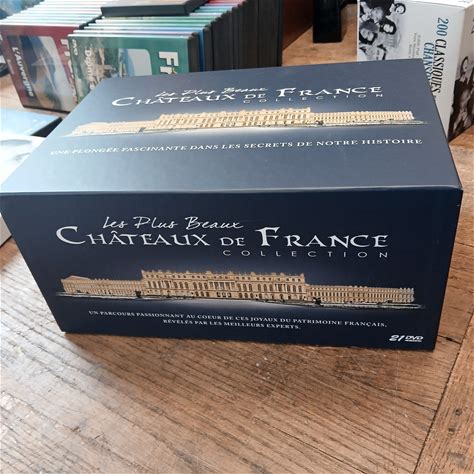 Les Plus Beaux
CHÂTEAUX DE FRANCE
COLLECTION
UNE PLONGÉE FASCINANTE DANS LES SECRETS DE NOTRE HISTOIRE
Les Plus Beaux
CHÂTEAUX DE FRANCE
COLLECTION
UN PARCOURS PASSIONNANT AU COEUR DE CES JOYAUX DU PATRIMOINE FRANÇAIS,
RÉVÉLÉS PAR LES MEILLEURS EXPERTS.
21 DVD
200 CLASSIQUES